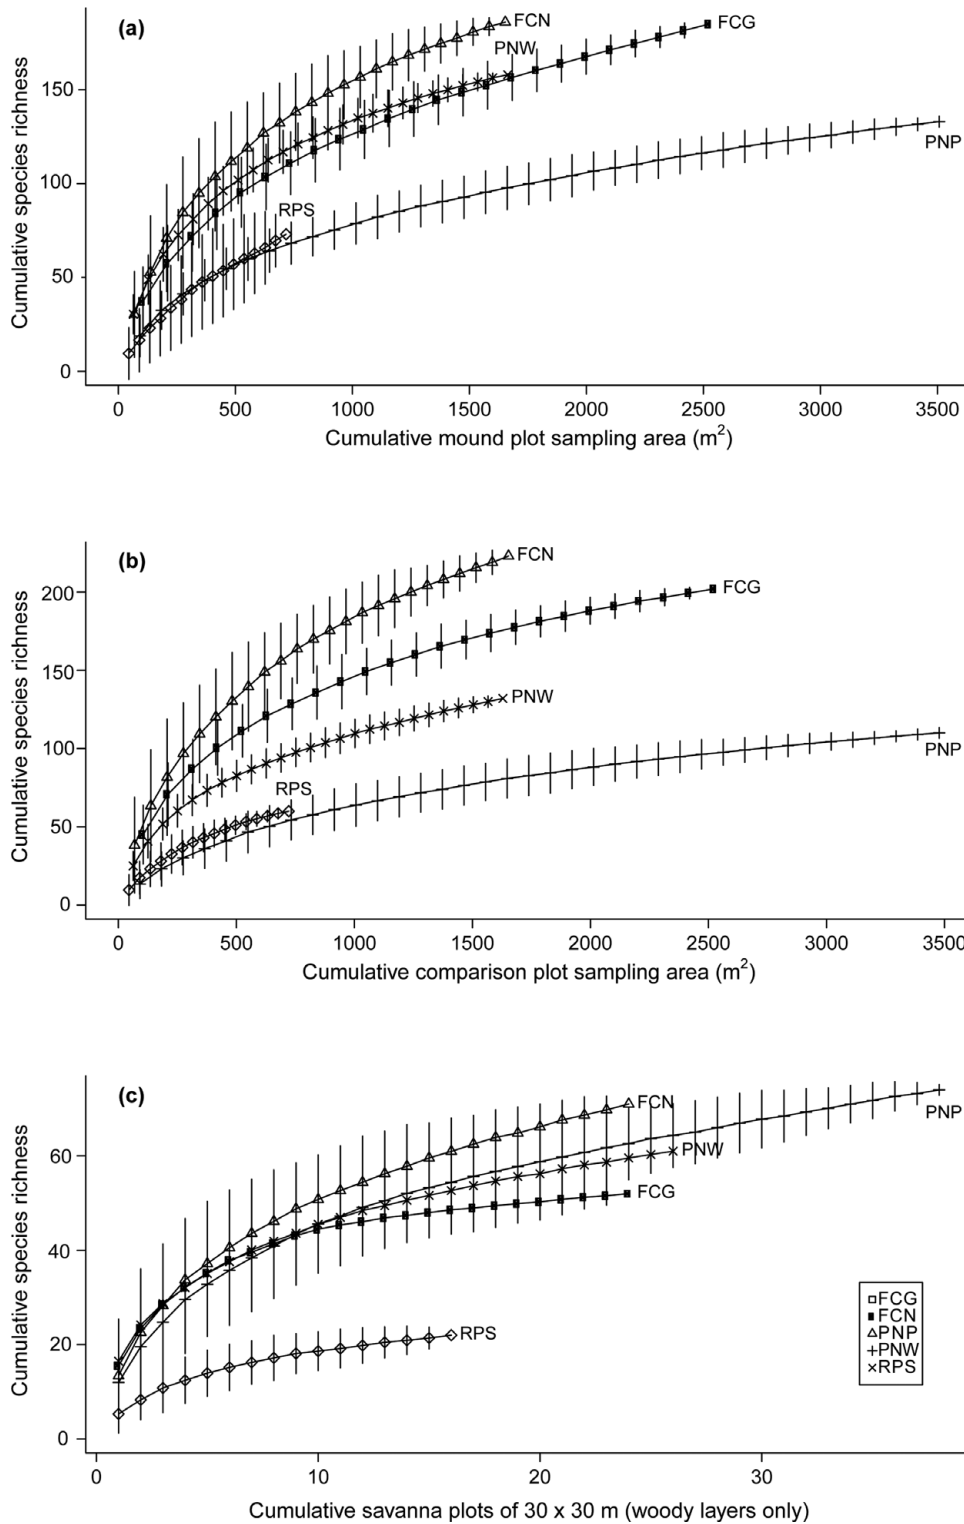 (a)
FCN
FCG
PNW
PNP
RPS
150
100
50
0
Cumulative species richness
0 500 1000 1500 2000 2500 3000 3500
Cumulative mound plot sampling area (m²)
(b)
FCN
FCG
PNW
PNP
RPS
200
150
100
50
0
Cumulative species richness
0 500 1000 1500 2000 2500 3000 3500
Cumulative comparison plot sampling area (m²)
(c)
FCN
PNP
PNW
FCG
RPS
60
40
20
0
Cumulative species richness
FCG
FCN
PNP
PNW
RPS
0 10 20 30
Cumulative savanna plots of 30 x 30 m (woody layers only)